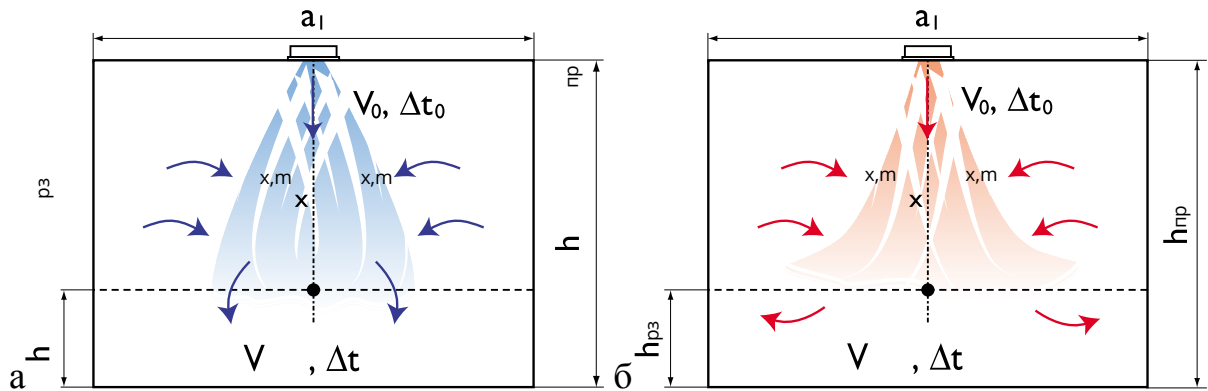 a₁
V₀, Δt₀
пр
x,m
x,m
рз
x
h
h
V , Δt
а
a₁
V₀, Δt₀
x,m
x,m
x
hпр
hрз
V , Δt
б